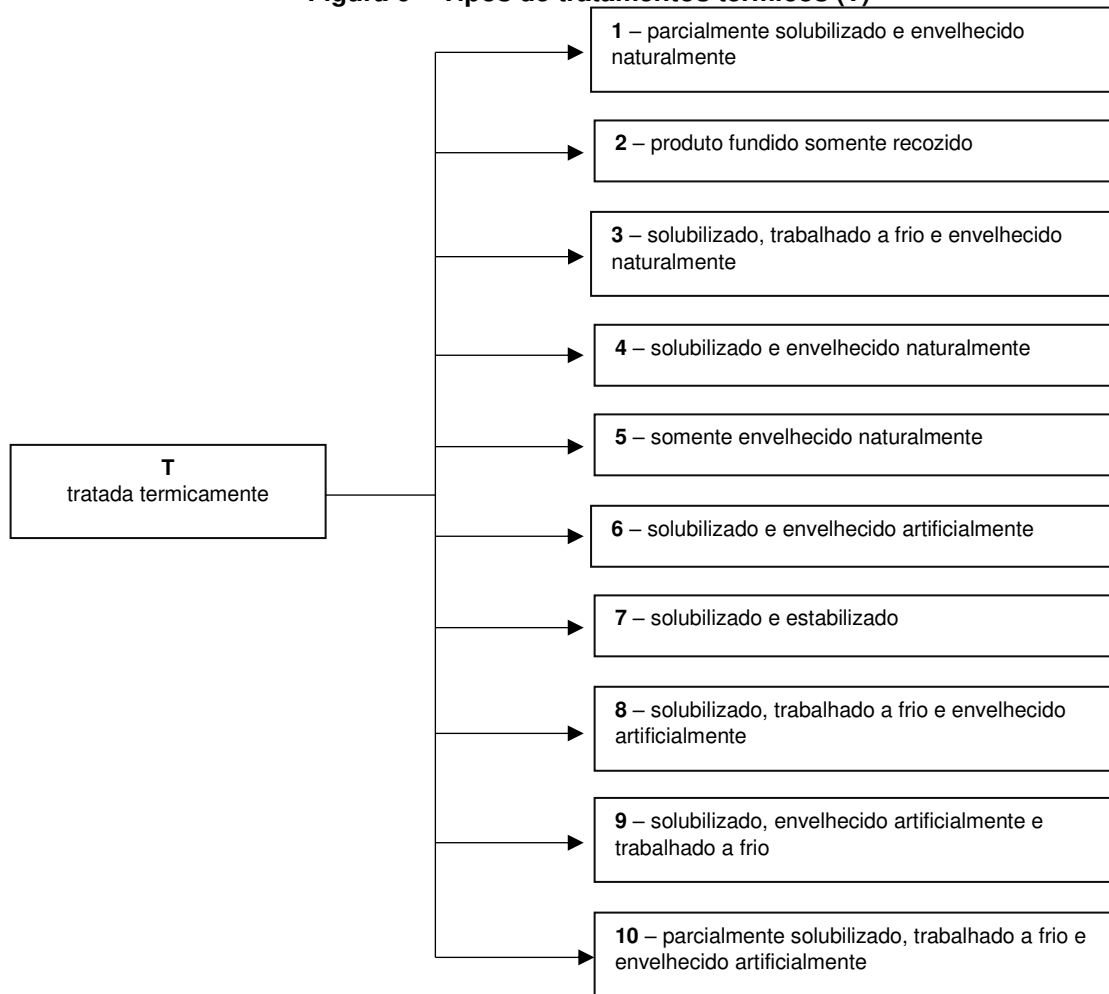 Figura – Tipos de tratamentos térmicos
T
tratada termicamente
1 – parcialmente solubilizado e envelhecido
naturalmente
2 – produto fundido somente recozido
3 – solubilizado, trabalhado a frio e envelhecido
naturalmente
4 – solubilizado e envelhecido naturalmente
5 – somente envelhecido naturalmente
6 – solubilizado e envelhecido artificialmente
7 – solubilizado e estabilizado
8 – solubilizado, trabalhado a frio e envelhecido
artificialmente
9 – solubilizado, envelhecido artificialmente e
trabalhado a frio
10 – parcialmente solubilizado, trabalhado a frio e
envelhecido artificialmente